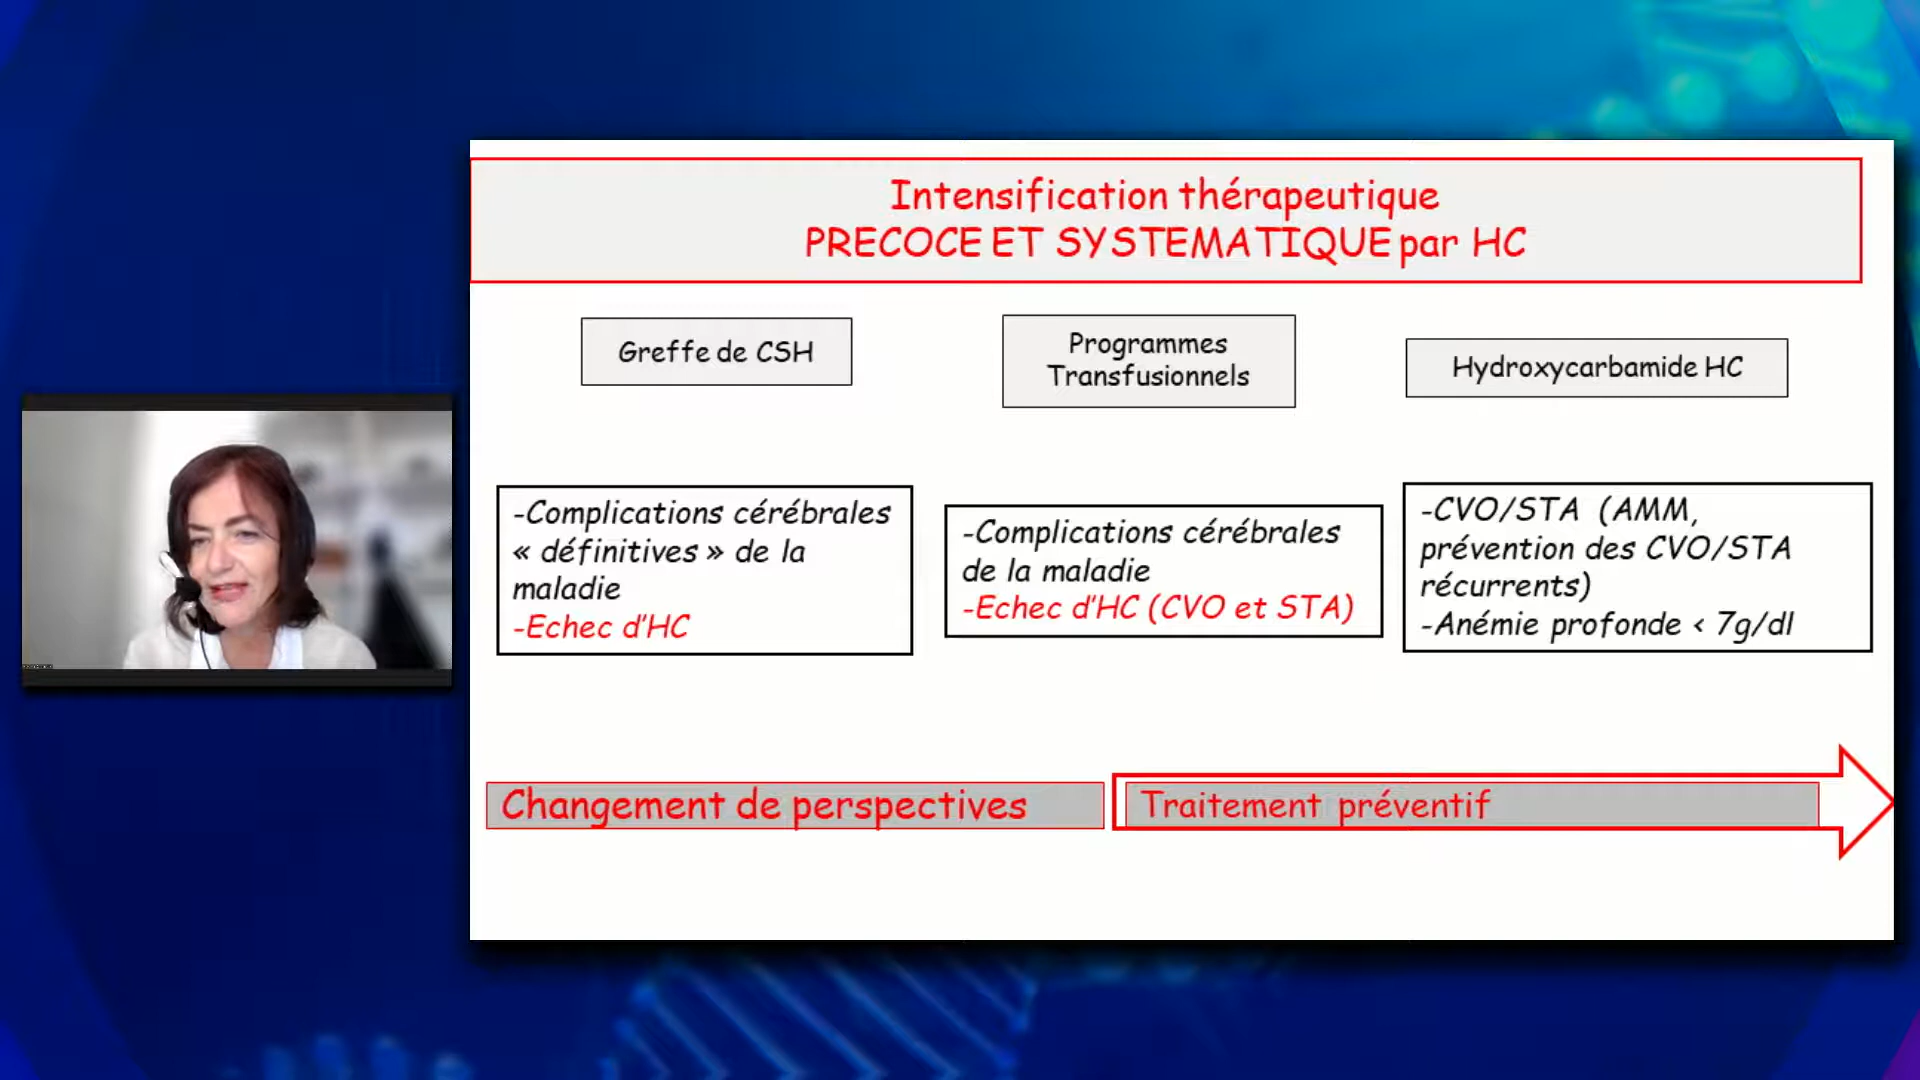 Intensification thérapeutique
PRECOCE ET SYSTEMATIQUE par HC
Greffe de CSH
Programmes
Transfusionnels
Hydroxycarbamide HC
-Complications cérébrales
« définitives » de la
maladie
-Echec d'HC
-Complications cérébrales
de la maladie
-Echec d'HC (CVO et STA)
-CVO/STA (AMM,
prévention des CVO/STA
récurrents)
-Anémie profonde < 7g/dl
Changement de perspectives
Traitement préventif